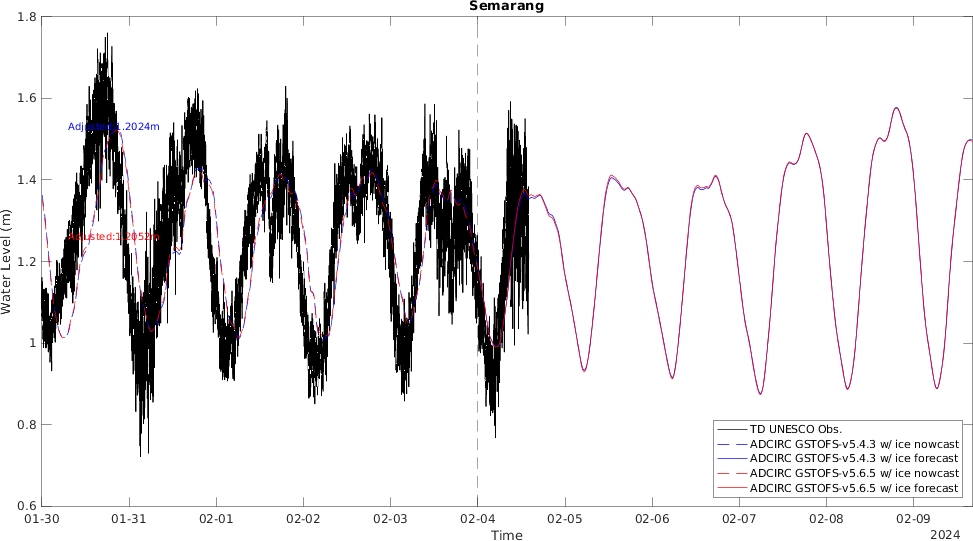 Semarang
Water Level (m)
1.8
1.6
1.4
1.2
1
0.8
0.6
Adjusted:1.2024m
Adjusted:1.2052m
TD UNESCO Obs.
ADCIRC GSTOFS-v5.4.3 w/ ice nowcast
ADCIRC GSTOFS-v5.4.3 w/ ice forecast
ADCIRC GSTOFS-v5.6.5 w/ ice nowcast
ADCIRC GSTOFS-v5.6.5 w/ ice forecast
01-30 01-31 02-01 02-02 02-03 02-04 02-05 02-06 02-07 02-08 02-09
Time
2024